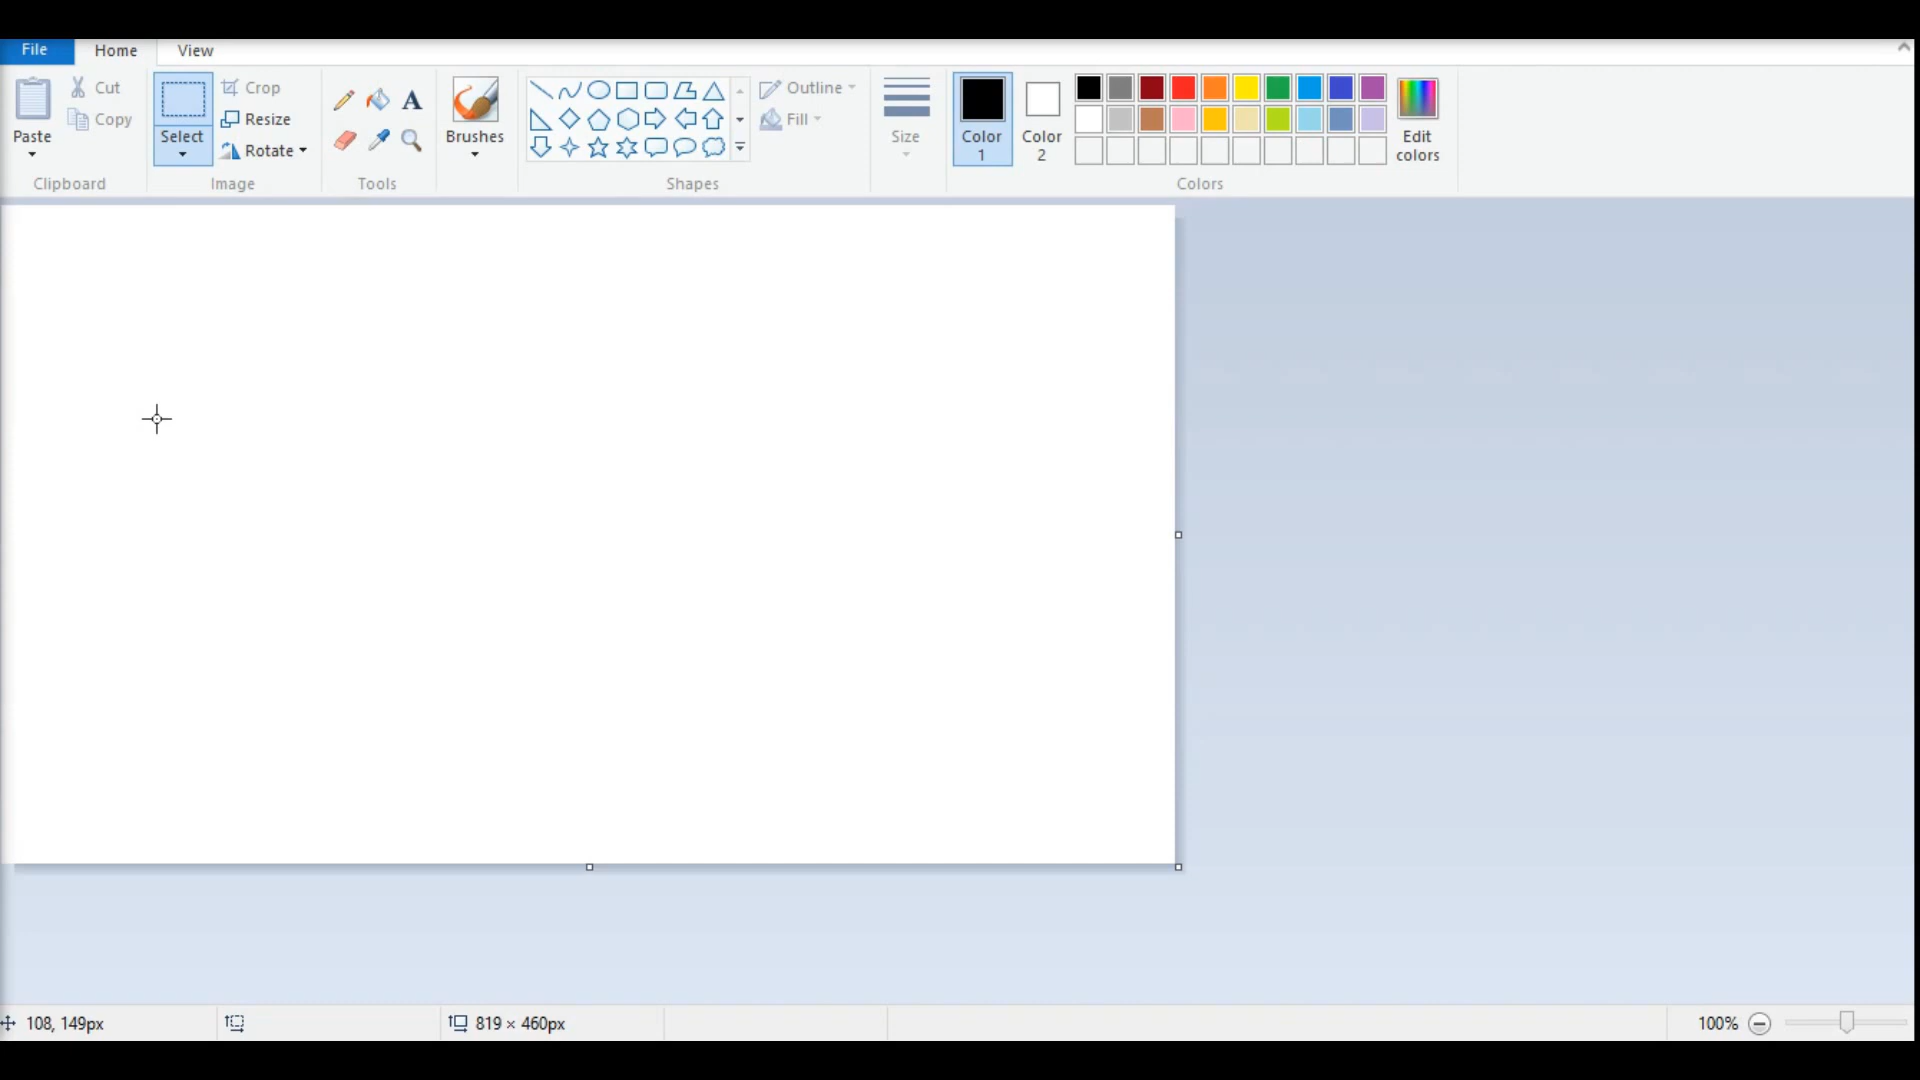 File Home View
Paste Cut Copy Clipboard
Select Crop Resize Rotate Image
A Tools
Brushes
Outline Fill Shapes
Size
Color 1 Color 2 Edit colors Colors
108, 149px 819 × 460px 100%